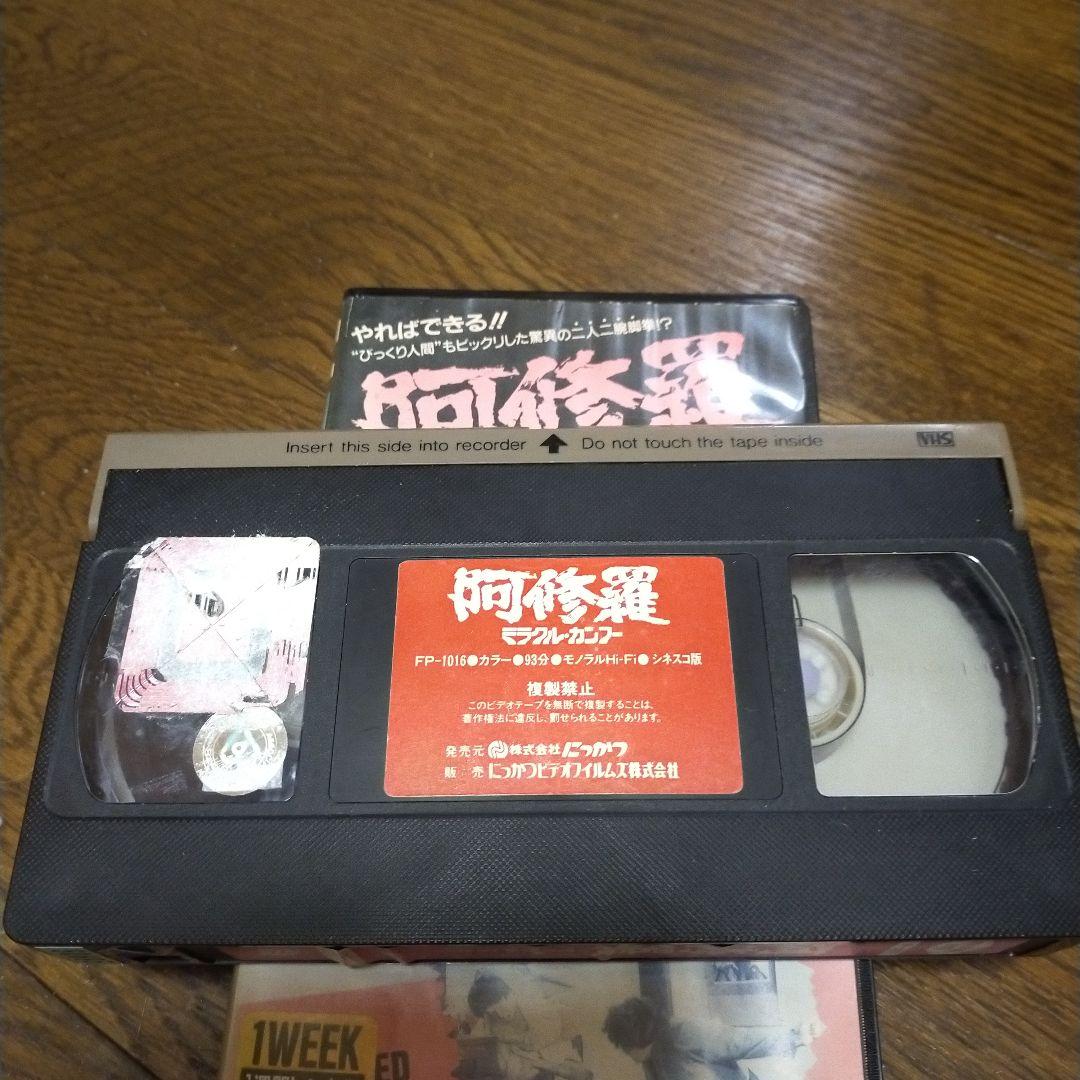 やればできる!!
"びっくり人間"もビックリした驚異の二人二腕脚拳!?
阿修羅
Insert this side into recorder Do not touch the tape inside VHS
阿修羅
ミラクル・カンフー
FP-1016●カラー●93分●モノラルHi-Fi●シネスコ版
複製禁止
このビデオテープを無断で複製することは、
著作権法に違反し、罰せられることがあります。
発売元 株式会社にっかつ
販 売 にっかつビデオフイルムズ株式会社
1WEEK
ED